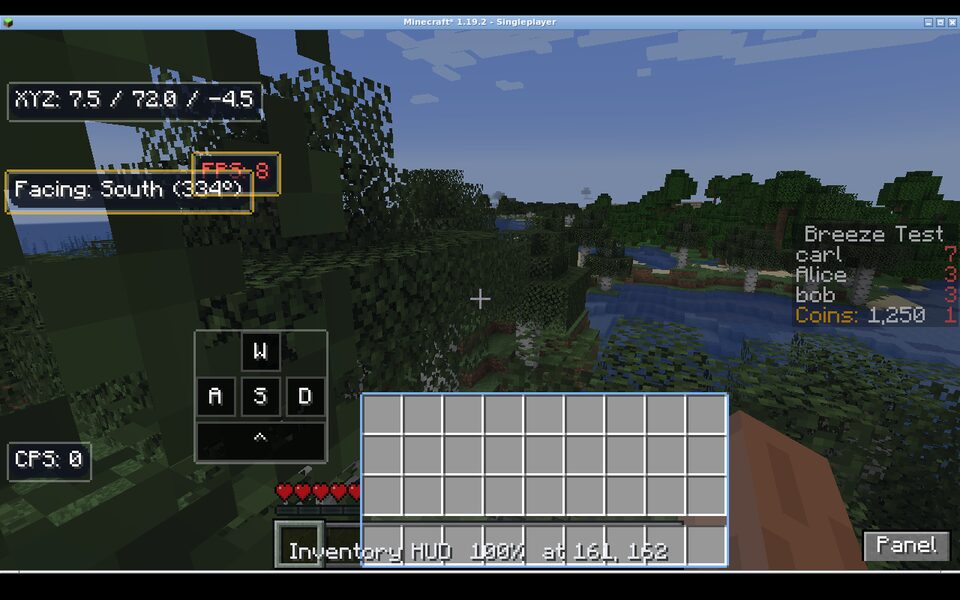 Minecraft* 1.19.2 - Singleplayer
XYZ: 7.5 / 72.0 / -4.5
FPS: 8
Facing: South (334º)
Breeze Test
carl 7
Alice 3
bob 3
Coins: 1,250 1
W
A S D
^
CPS: 0
Inventory HUD 100% at 161, 162
Panel